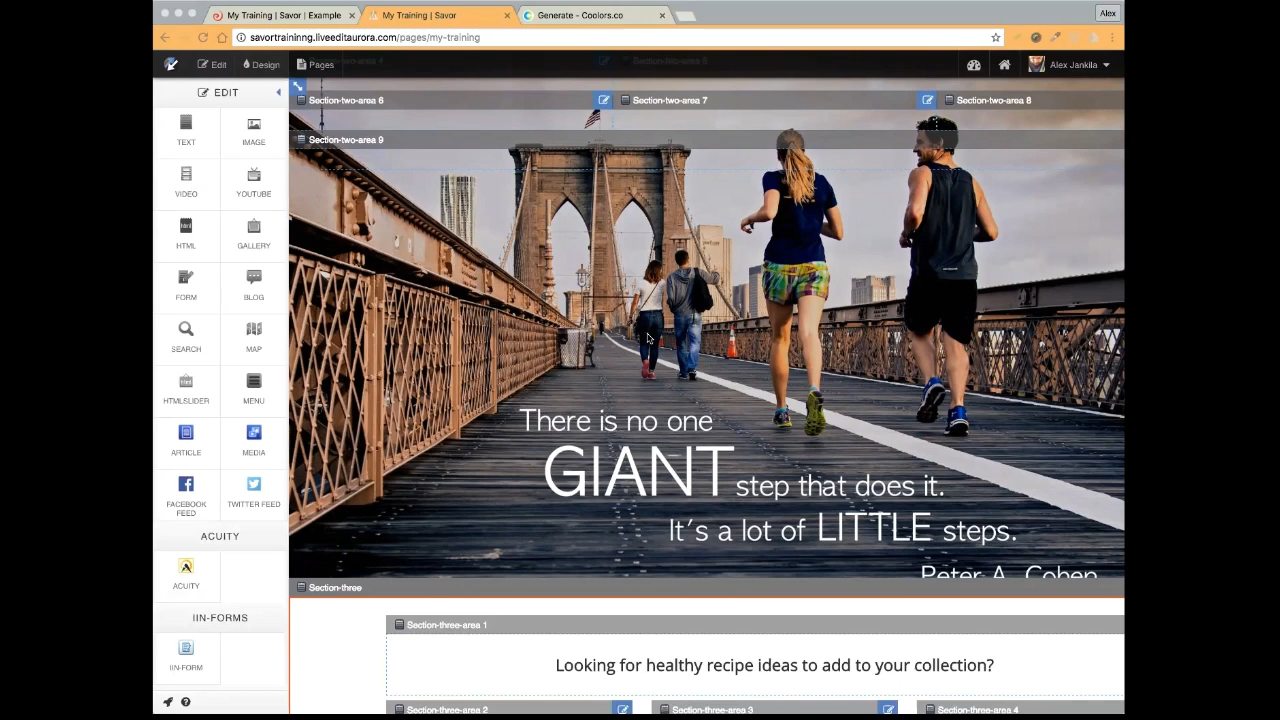 My Training | Savor | Example
My Training | Savor
Generate - Coolors.co
Alex
savortraininng.liveeditaurora.com/pages/my-training
Edit
Design
Pages
Alex Jankila
EDIT
TEXT
IMAGE
VIDEO
YOUTUBE
HTML
GALLERY
FORM
BLOG
SEARCH
MAP
HTMLSLIDER
MENU
ARTICLE
MEDIA
FACEBOOK
FEED
TWITTER FEED
ACUITY
ACUITY
IIN-FORMS
IIN-FORM
Section-two-area 6
Section-two-area 7
Section-two-area 8
Section-two-area 9
There is no one
GIANT step that does it.
It's a lot of LITTLE steps.
Peter A. Cohen
Section-three
Section-three-area 1
Looking for healthy recipe ideas to add to your collection?
Section-three-area 2
Section-three-area 3
Section-three-area 4